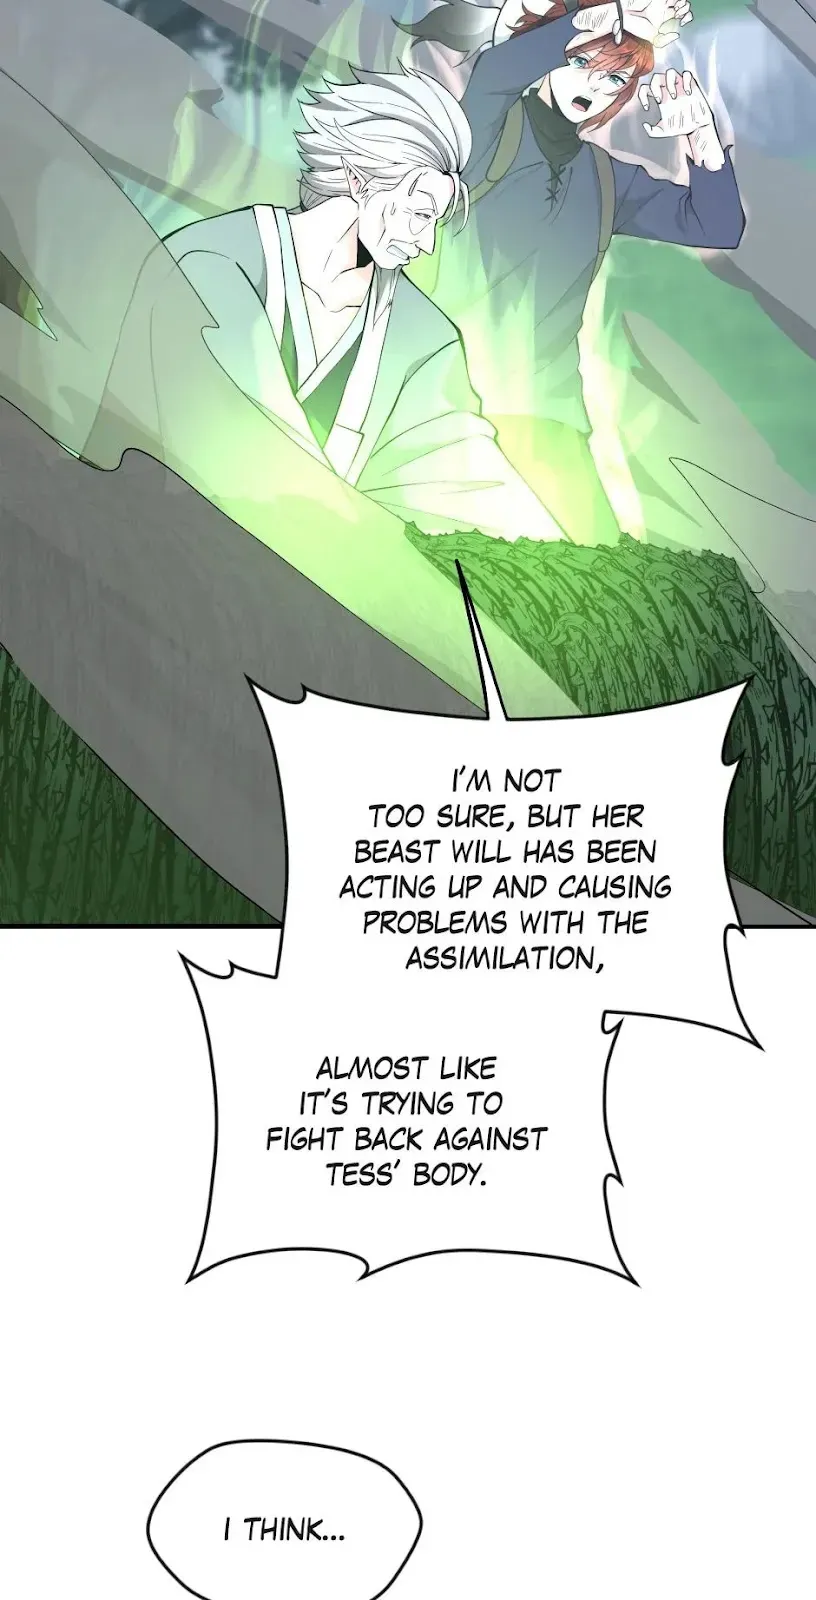 I'M NOT
TOO SURE, BUT HER
BEAST WILL HAS BEEN
ACTING UP AND CAUSING
PROBLEMS WITH THE
ASSIMILATION,
ALMOST LIKE
IT'S TRYING TO
FIGHT BACK AGAINST
TESS' BODY.
I THINK...